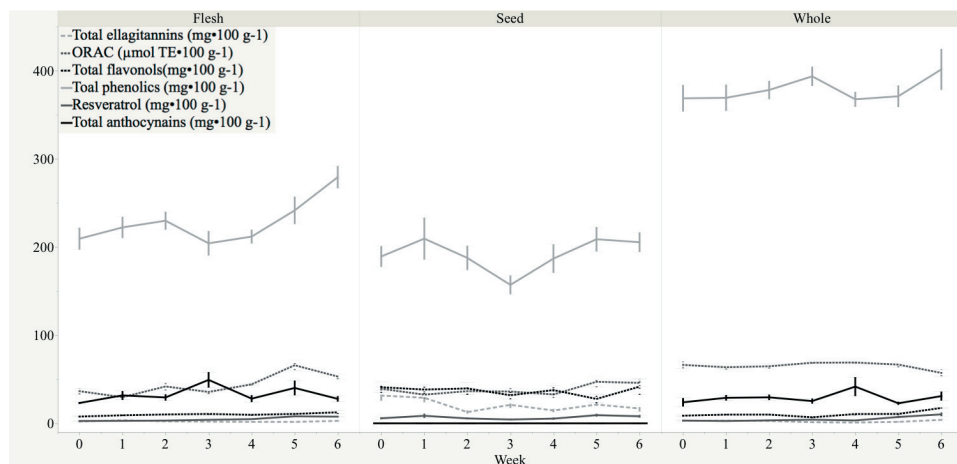 Flesh Seed Whole
Total ellagitannins (mg•100 g-1)
ORAC (µmol TE•100 g-1)
Total flavonols(mg•100 g-1)
Toal phenolics (mg•100 g-1)
Resveratrol (mg•100 g-1)
Total anthocynains (mg•100 g-1)
400
300
200
100
0
0 1 2 3 4 5 6 0 1 2 3 4 5 6 0 1 2 3 4 5 6
Week